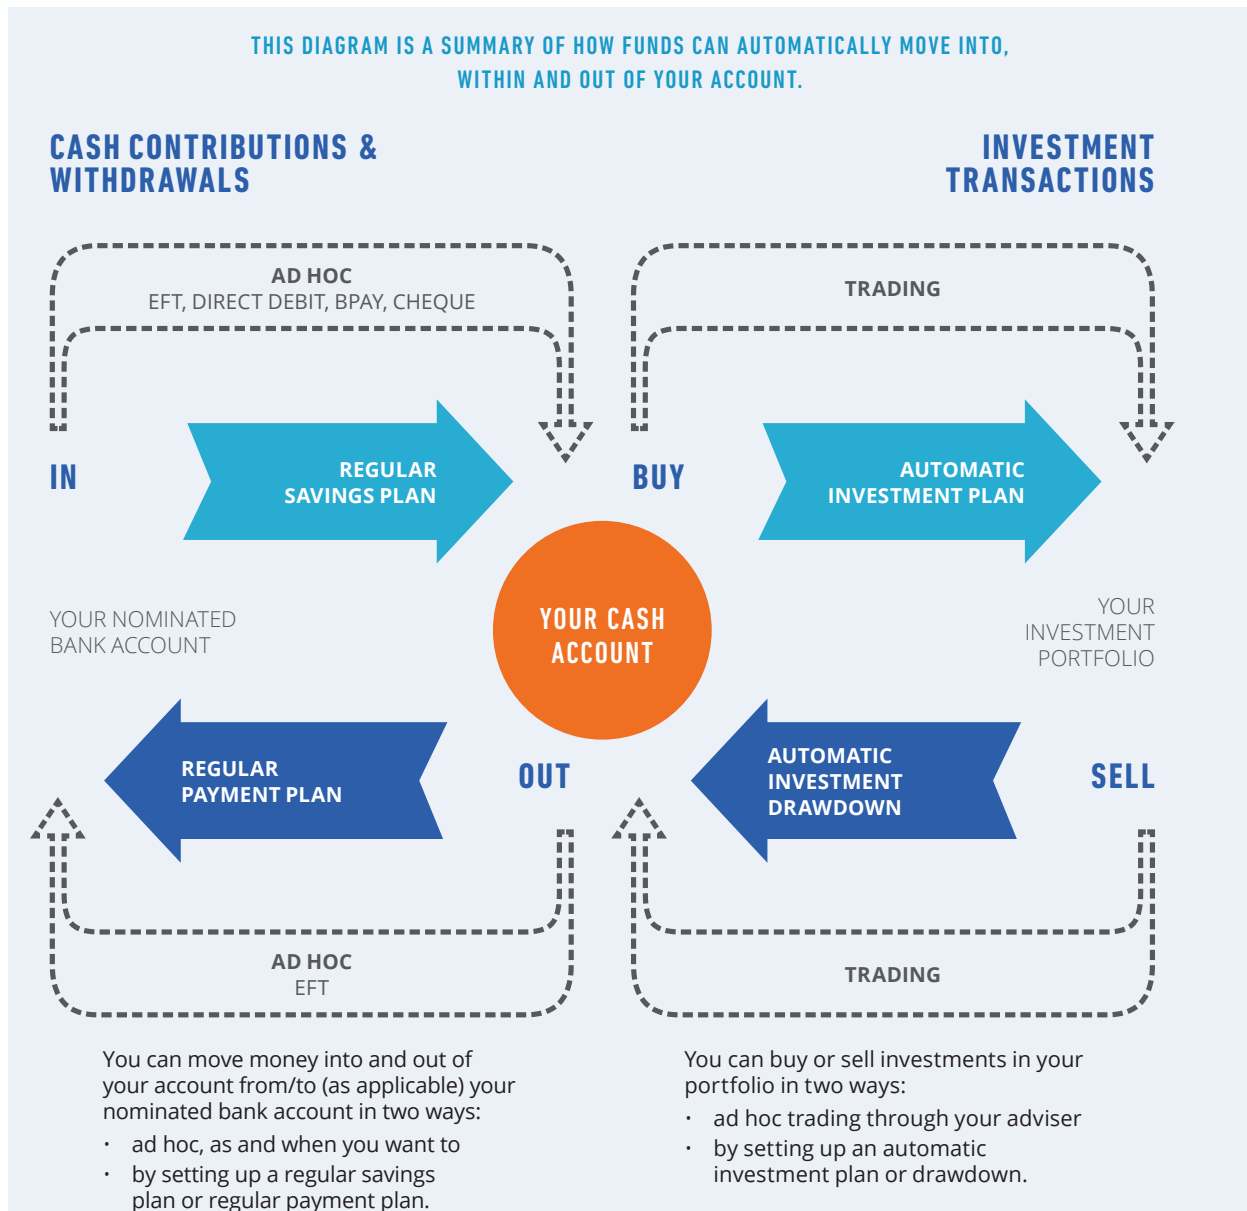 THIS DIAGRAM IS A SUMMARY OF HOW FUNDS CAN AUTOMATICALLY MOVE INTO,
WITHIN AND OUT OF YOUR ACCOUNT.
CASH CONTRIBUTIONS &
WITHDRAWALS
INVESTMENT
TRANSACTIONS
AD HOC
EFT, DIRECT DEBIT, BPAY, CHEQUE
TRADING
IN
REGULAR
SAVINGS PLAN
BUY
AUTOMATIC
INVESTMENT PLAN
YOUR NOMINATED
BANK ACCOUNT
YOUR CASH
ACCOUNT
YOUR
INVESTMENT
PORTFOLIO
REGULAR
PAYMENT PLAN
OUT
AUTOMATIC
INVESTMENT
DRAWDOWN
SELL
AD HOC
EFT
TRADING
You can move money into and out of
your account from/to (as applicable) your
nominated bank account in two ways:
· ad hoc, as and when you want to
· by setting up a regular savings
plan or regular payment plan.
You can buy or sell investments in your
portfolio in two ways:
· ad hoc trading through your adviser
· by setting up an automatic
investment plan or drawdown.